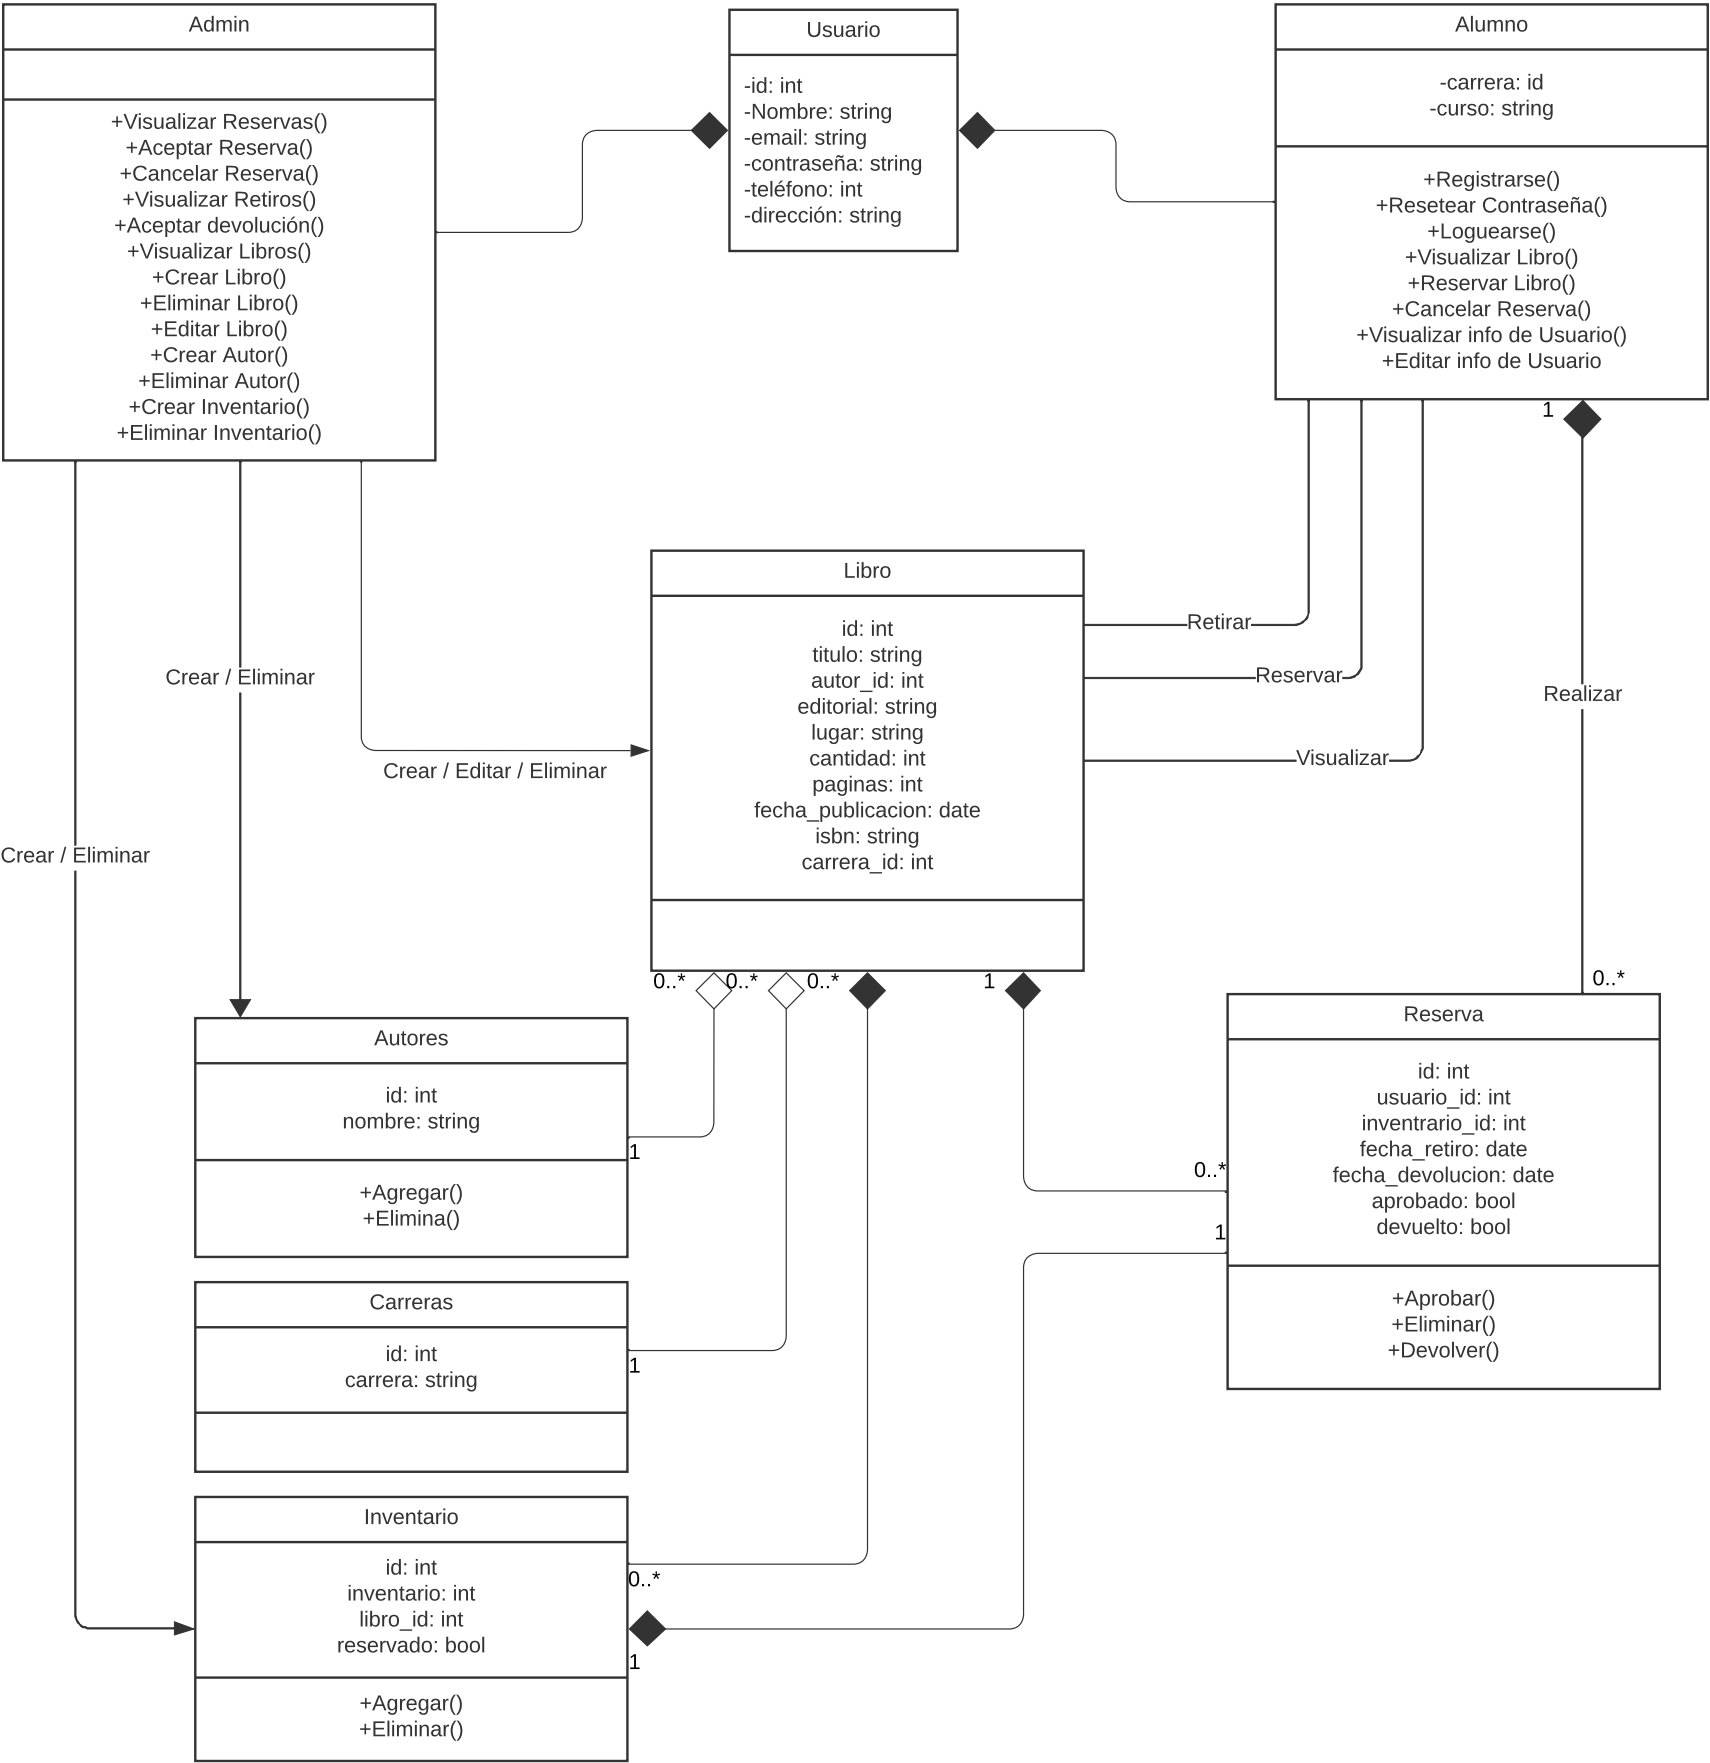 Admin
+Visualizar Reservas()
+Aceptar Reserva()
+Cancelar Reserva()
+Visualizar Retiros()
+Aceptar devolución()
+Visualizar Libros()
+Crear Libro()
+Eliminar Libro()
+Editar Libro()
+Crear Autor()
+Eliminar Autor()
+Crear Inventario()
+Eliminar Inventario()
Usuario
-id: int
-Nombre: string
-email: string
-contraseña: string
-teléfono: int
-dirección: string
Alumno
-carrera: id
-curso: string
+Registrarse()
+Resetear Contraseña()
+Loguearse()
+Visualizar Libro()
+Reservar Libro()
+Cancelar Reserva()
+Visualizar info de Usuario()
+Editar info de Usuario
1
Libro
id: int
titulo: string
autor_id: int
editorial: string
lugar: string
cantidad: int
paginas: int
fecha_publicacion: date
isbn: string
carrera_id: int
Retirar
Reservar
Visualizar
Realizar
Crear / Eliminar
Crear / Editar / Eliminar
Crear / Eliminar
0..*
0..*
0..*
1
0..*
Autores
id: int
nombre: string
+Agregar()
+Elimina()
1
Reserva
id: int
usuario_id: int
inventrario_id: int
fecha_retiro: date
fecha_devolucion: date
aprobado: bool
devuelto: bool
+Aprobar()
+Eliminar()
+Devolver()
0..*
1
Carreras
id: int
carrera: string
1
Inventario
id: int
inventario: int
libro_id: int
reservado: bool
+Agregar()
+Eliminar()
0..*
1